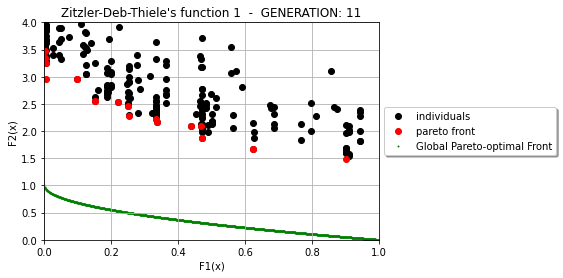 Zitzler-Deb-Thiele's function 1  -  GENERATION: 11
4.0
3.5
3.0
2.5
2.0
1.5
1.0
0.5
0.0
F2(x)
0.0 0.2 0.4 0.6 0.8 1.0
F1(x)
individuals
pareto front
Global Pareto-optimal Front